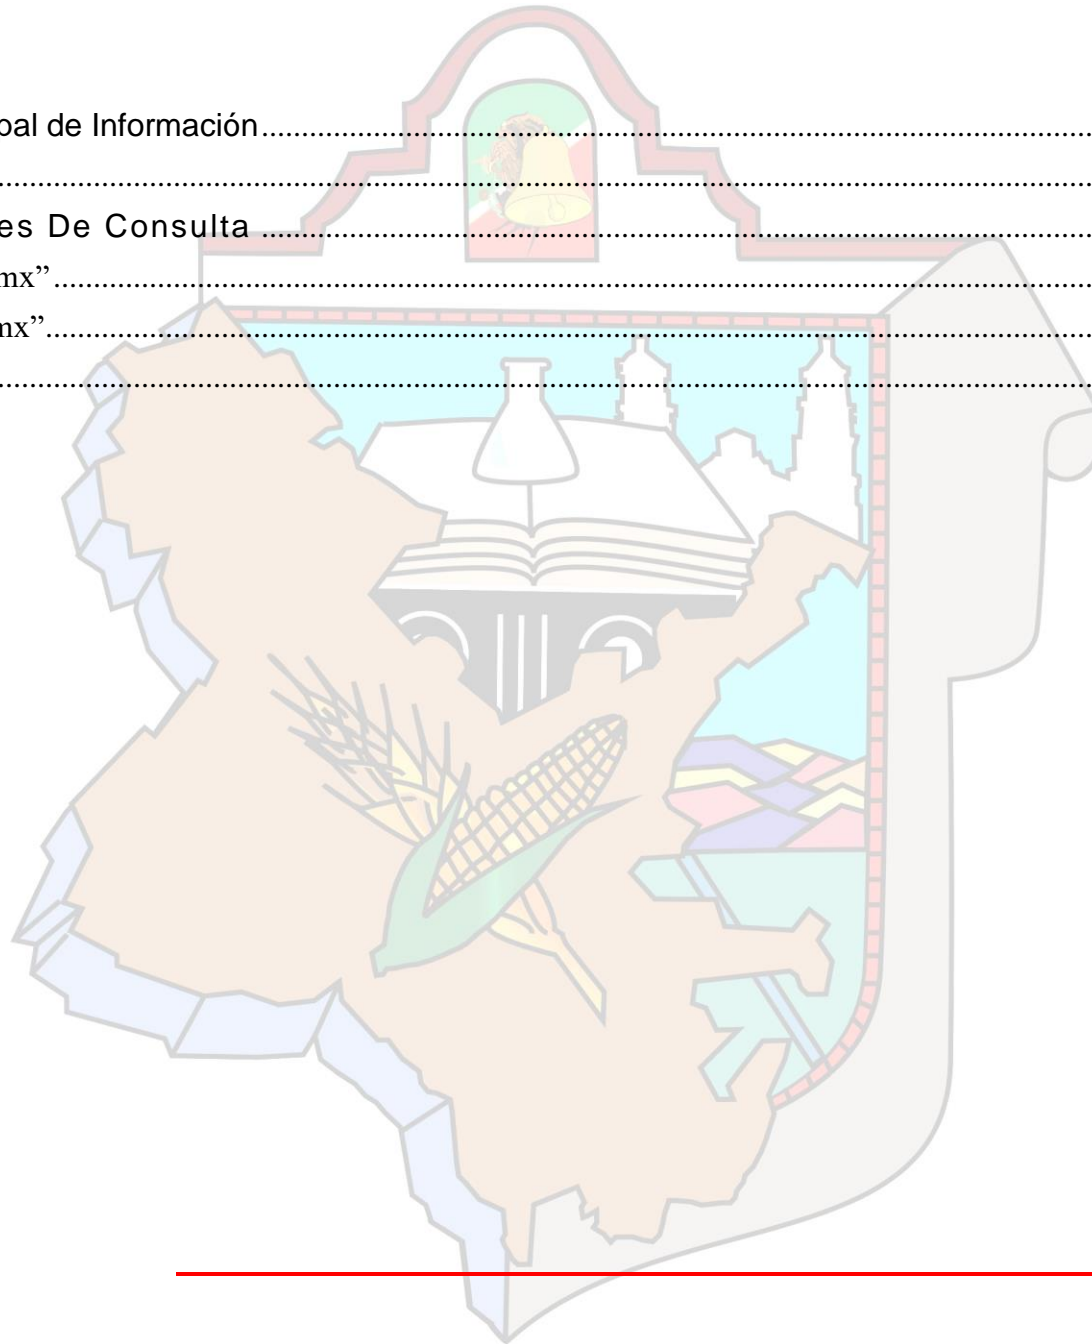 pal de Información
es De Consulta
mx”
mx”